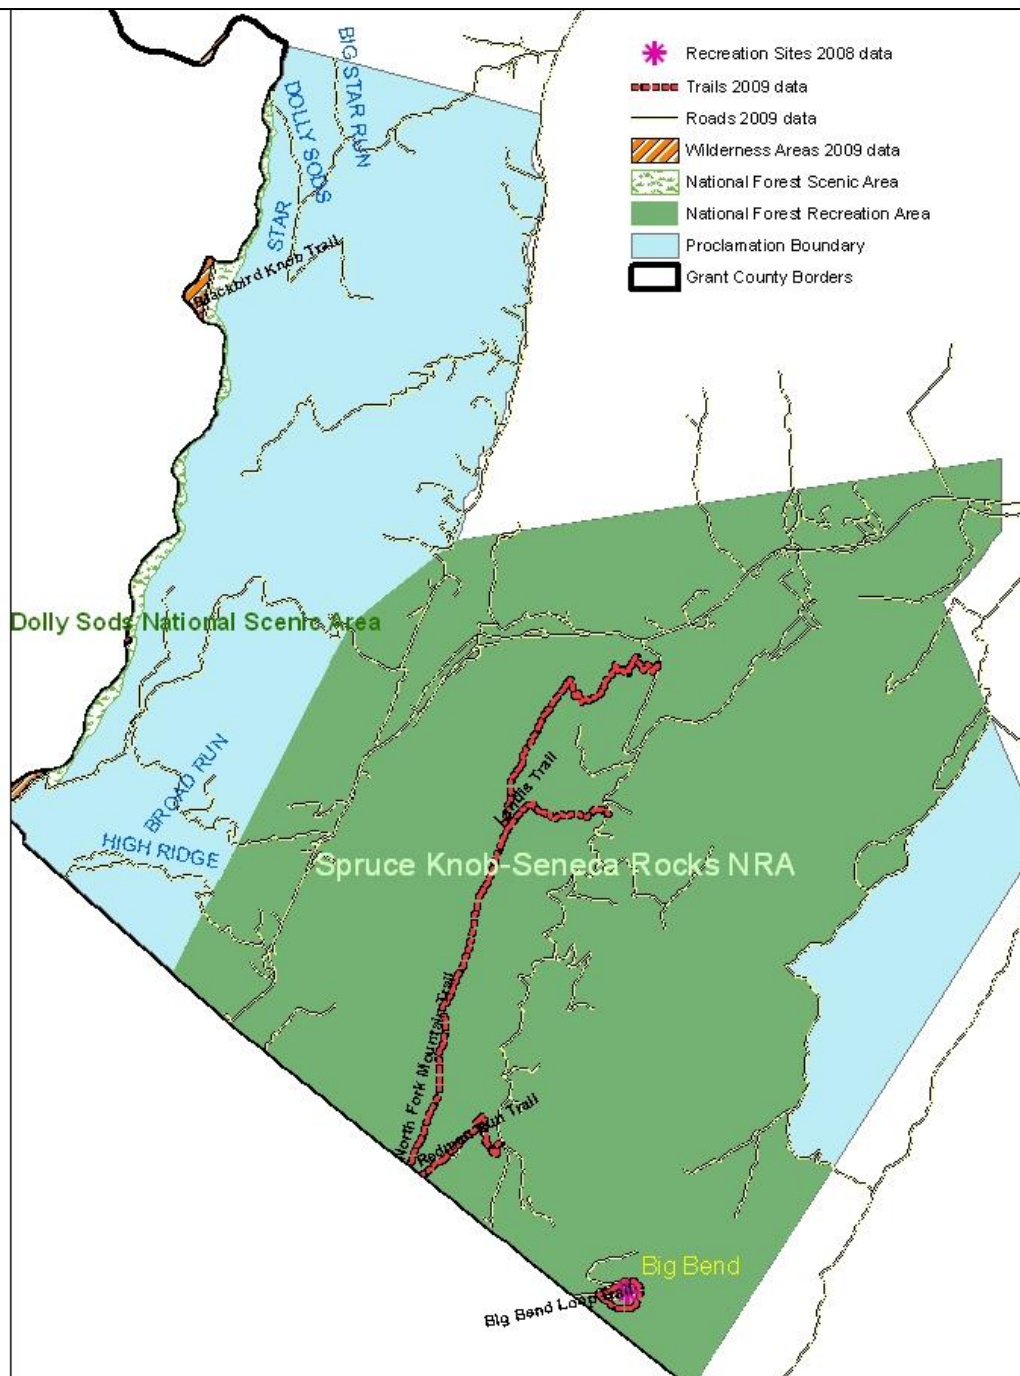 Recreation Sites 2008 data
Trails 2009 data
Roads 2009 data
Wilderness Areas 2009 data
National Forest Scenic Area
National Forest Recreation Area
Proclamation Boundary
Grant County Borders
BIG STAR RUN
DOLLY SODS
STAR
Blackbird Knob Trail
Dolly Sods National Scenic Area
BROAD RUN
HIGH RIDGE
Landis Trail
Spruce Knob-Seneca Rocks NRA
North Fork Mountain Trail
Redman Run Trail
Big Bend
Big Bend Loop Trail